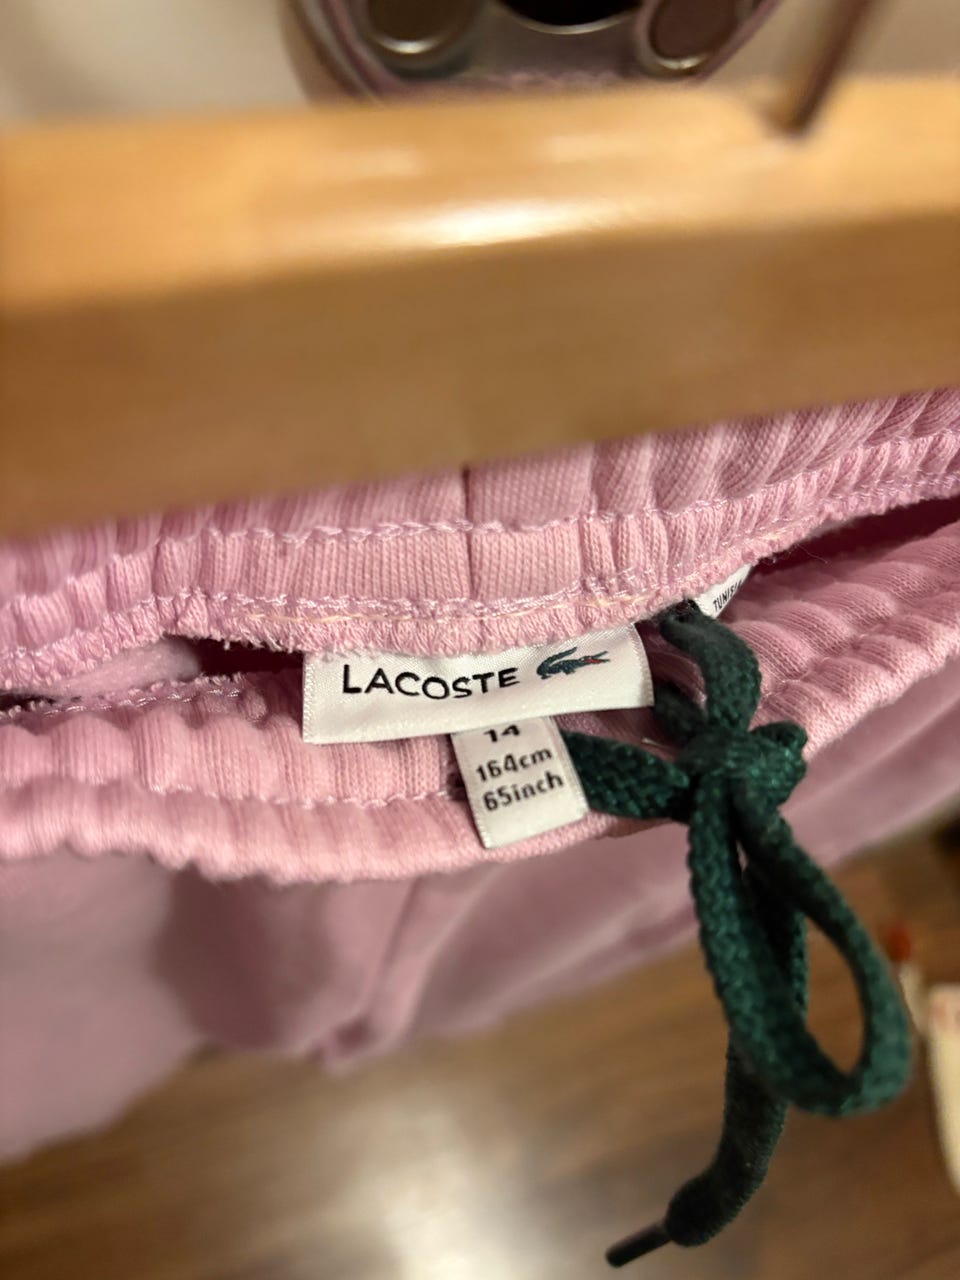 LACOSTE
14
164cm
65inch